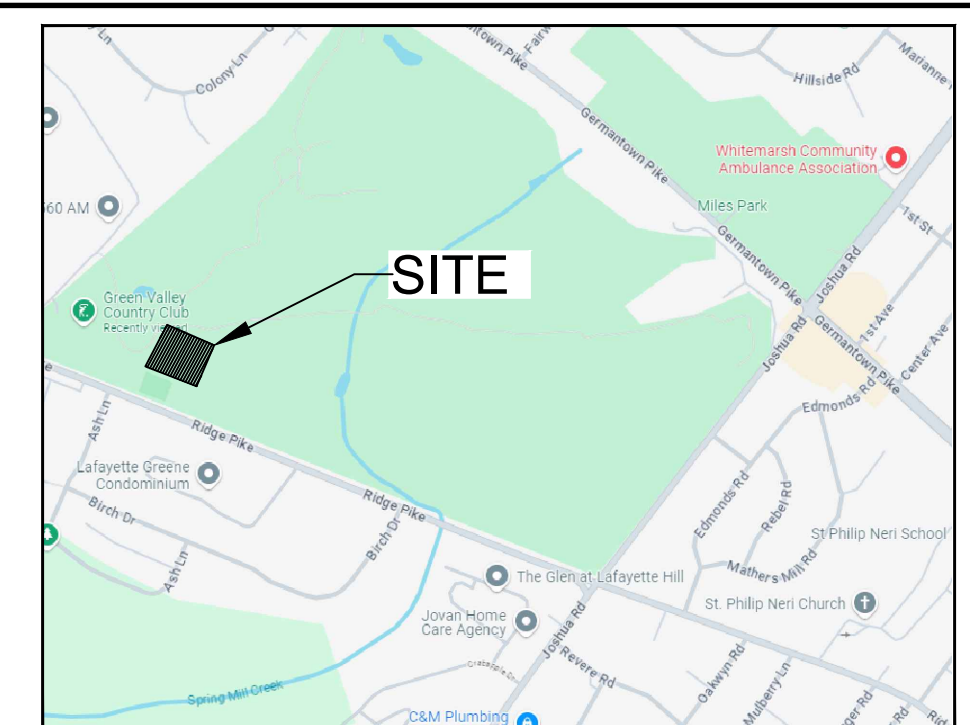 Colony Ln
Germantown Pike
Hillside Rd
Marianne
Whitemarsh Community
Ambulance Association
Miles Park
1st St
560 AM
SITE
Green Valley
Country Club
Germantown Pike
Joshua Rd
Joshua Rd
Germantown Pike
1st Ave
Center Ave
Edmonds Rd
Ash Ln
Ridge Pike
Lafayette Greene
Condominium
Ridge Pike
Birch Dr
Birch Dr
Ash Ln
Edmonds Rd
Rebel Rd
St Philip Neri School
Mathers Mill Rd
The Glen at Lafayette Hill
St. Philip Neri Church
Jovan Home
Care Agency
Joshua Rd
Revere Rd
Oakwyn Rd
Mulberry Ln
Spring Mill Creek
C&M Plumbing